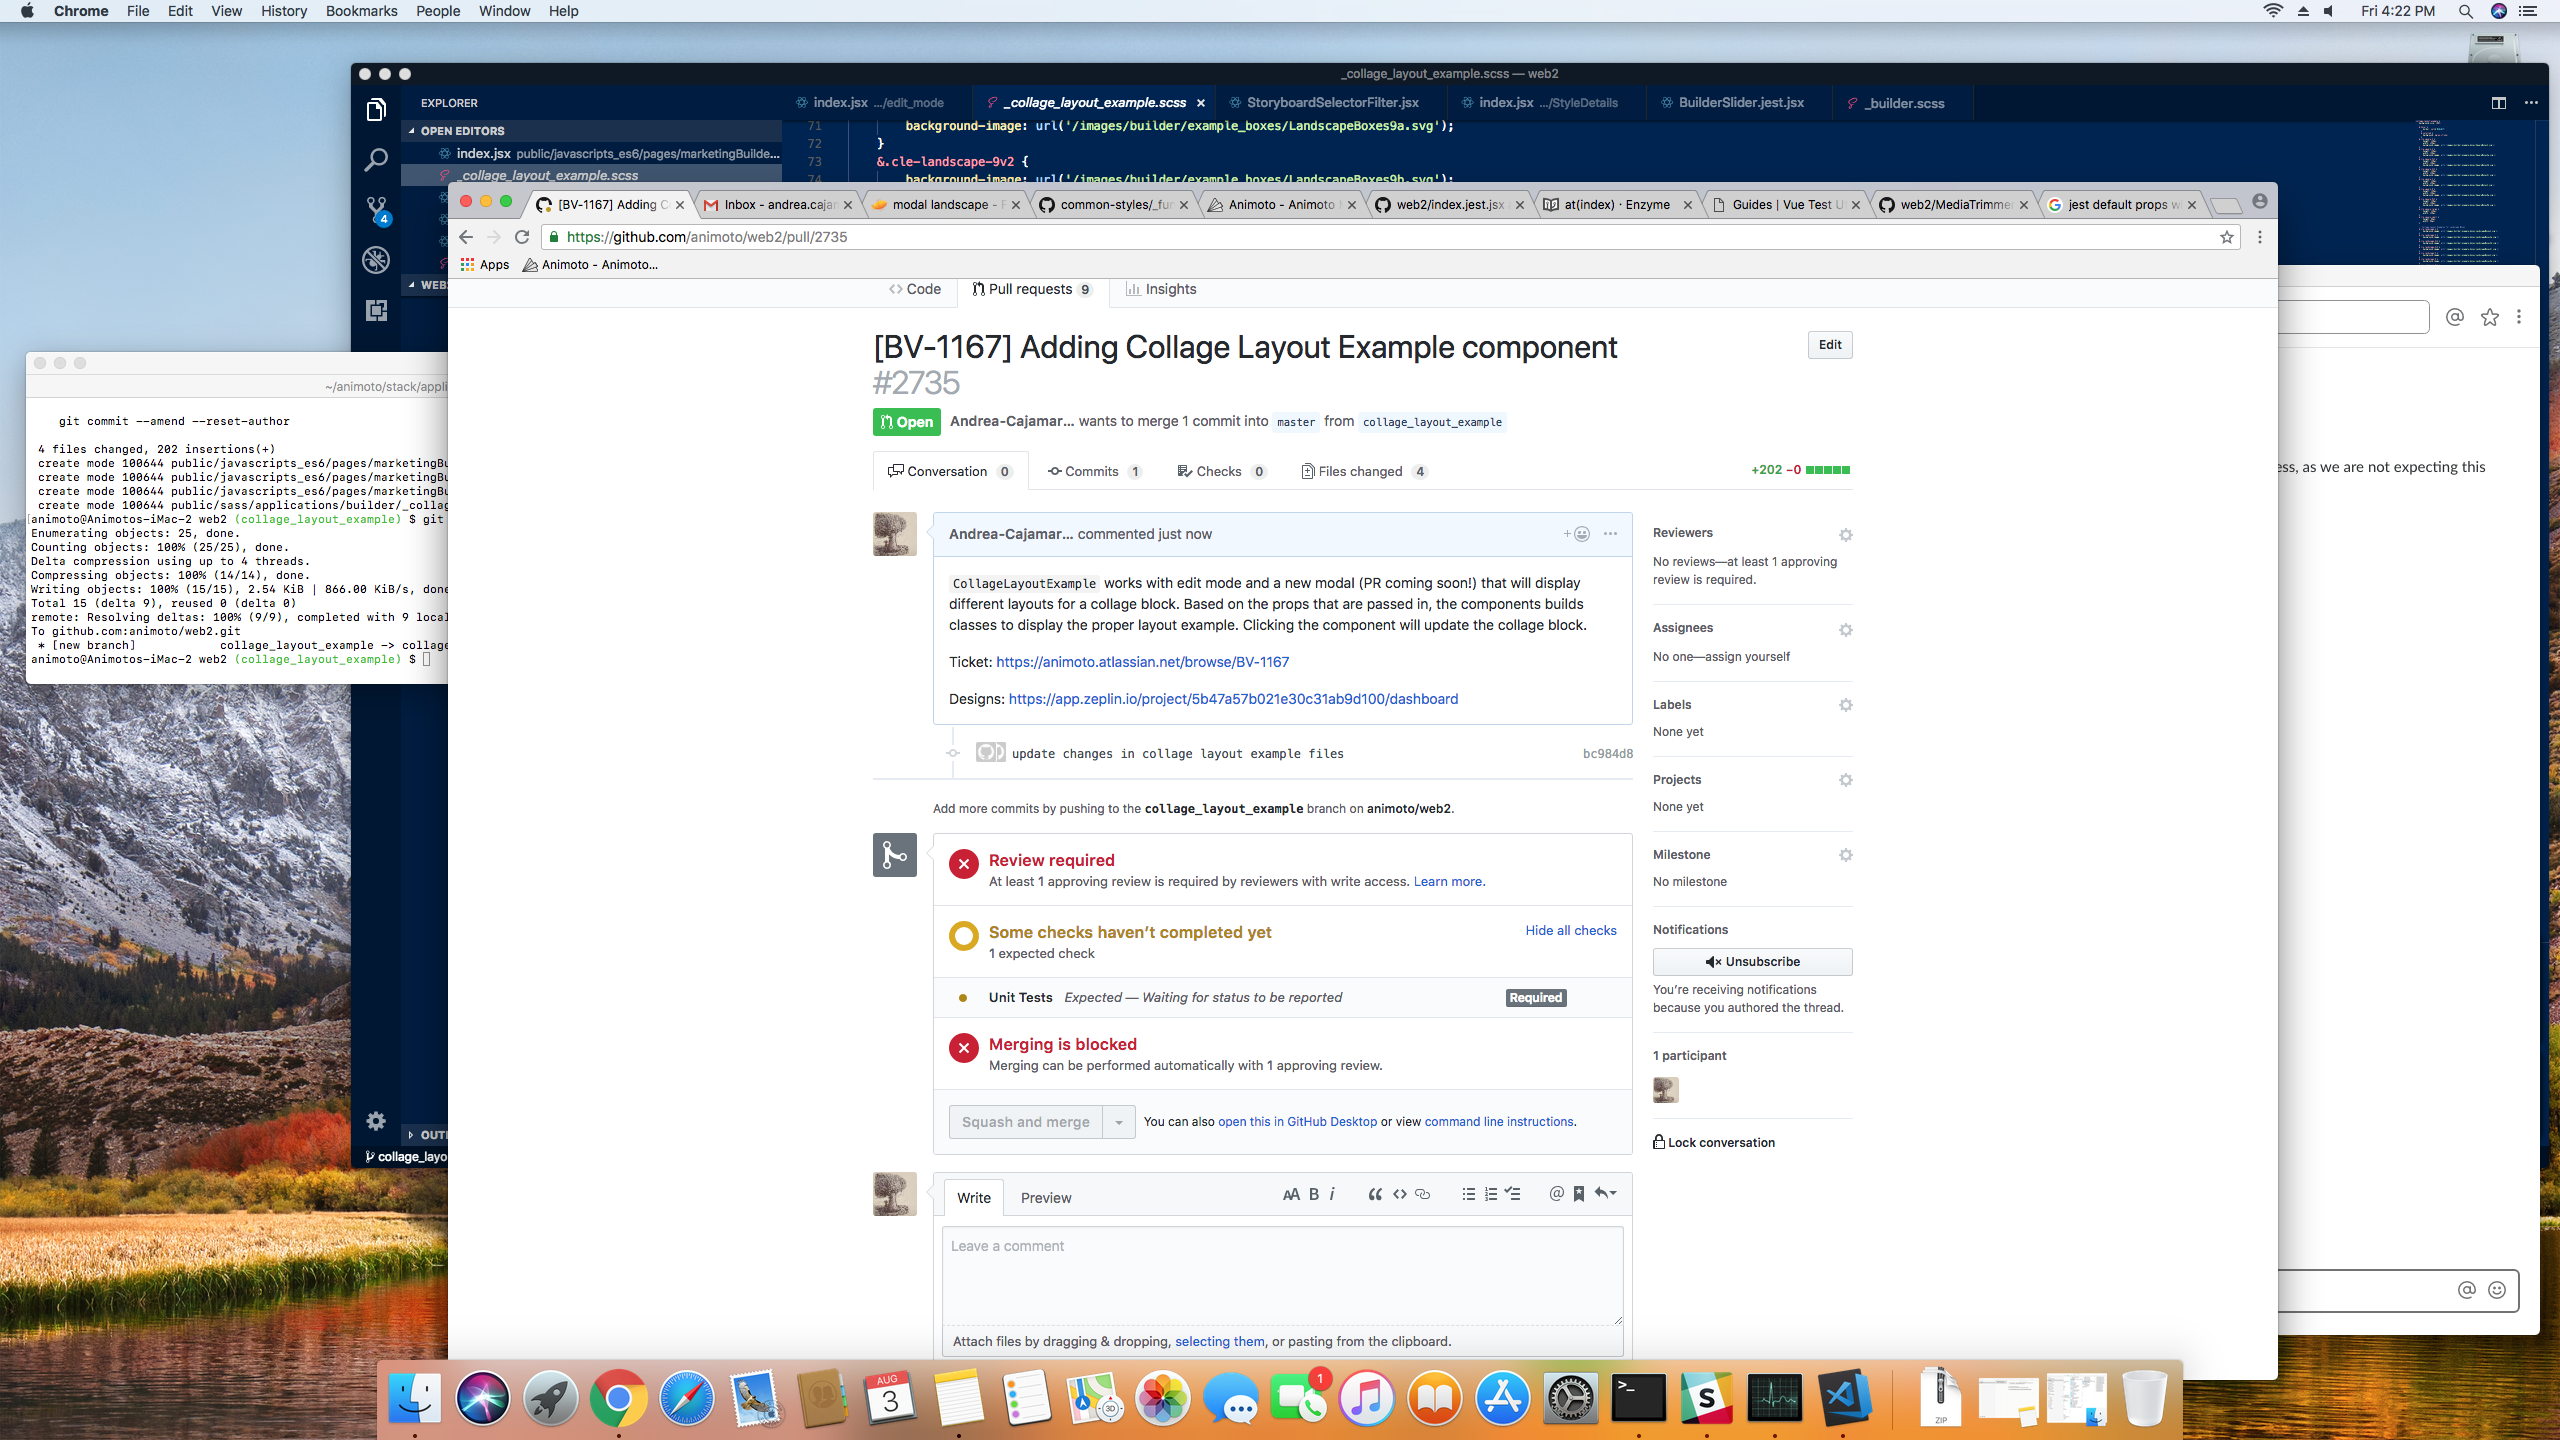 Chrome File Edit View History Bookmarks People Window Help
Fri 4:22 PM
_collage_layout_example.scss — web2
EXPLORER
index.jsx .../edit_mode
_collage_layout_example.scss
StoryboardSelectorFilter.jsx
index.jsx .../StyleDetails
BuilderSlider.jest.jsx
_builder.scss
OPEN EDITORS
index.jsx public/javascripts_es6/pages/marketingBuilde...
_collage_layout_example.scss
4
71 background-image: url('/images/builder/example_boxes/LandscapeBoxes9a.svg');
72 }
73 &.cle-landscape-9v2 {
74 background-image: url('/images/builder/example_boxes/LandscapeBoxes9b.svg');
[BV-1167] Adding C
Inbox - andrea.cajan
modal landscape - F
common-styles/_fun
Animoto - Animoto
web2/index.jest.jsx
at(index) · Enzyme
Guides | Vue Test U
web2/MediaTrimmer
jest default props w
https://github.com/animoto/web2/pull/2735
Apps
Animoto - Animoto...
Code
Pull requests 9
Insights
[BV-1167] Adding Collage Layout Example component
#2735
Edit
Open
Andrea-Cajamar... wants to merge 1 commit into master from collage_layout_example
Conversation 0
Commits 1
Checks 0
Files changed 4
+202 −0
Andrea-Cajamar... commented just now
CollageLayoutExample works with edit mode and a new modal (PR coming soon!) that will display
different layouts for a collage block. Based on the props that are passed in, the components builds
classes to display the proper layout example. Clicking the component will update the collage block.
Ticket: https://animoto.atlassian.net/browse/BV-1167
Designs: https://app.zeplin.io/project/5b47a57b021e30c31ab9d100/dashboard
update changes in collage layout example files
bc984d8
Add more commits by pushing to the collage_layout_example branch on animoto/web2.
Review required
At least 1 approving review is required by reviewers with write access. Learn more.
Some checks haven’t completed yet
1 expected check
Hide all checks
Unit Tests Expected — Waiting for status to be reported
Required
Merging is blocked
Merging can be performed automatically with 1 approving review.
Squash and merge
You can also open this in GitHub Desktop or view command line instructions.
Write
Preview
Leave a comment
Attach files by dragging & dropping, selecting them, or pasting from the clipboard.
Reviewers
No reviews—at least 1 approving
review is required.
Assignees
No one—assign yourself
Labels
None yet
Projects
None yet
Milestone
No milestone
Notifications
Unsubscribe
You’re receiving notifications
because you authored the thread.
1 participant
Lock conversation
~/animoto/stack/appli
git commit --amend --reset-author
4 files changed, 202 insertions(+)
create mode 100644 public/javascripts_es6/pages/marketingBu
create mode 100644 public/javascripts_es6/pages/marketingBu
create mode 100644 public/javascripts_es6/pages/marketingBu
create mode 100644 public/sass/applications/builder/_collag
animoto@Animotos-iMac-2 web2 (collage_layout_example) $ git
Enumerating objects: 25, done.
Counting objects: 100% (25/25), done.
Delta compression using up to 4 threads.
Compressing objects: 100% (14/14), done.
Writing objects: 100% (15/15), 2.54 KiB | 866.00 KiB/s, done
Total 15 (delta 9), reused 0 (delta 0)
remote: Resolving deltas: 100% (9/9), completed with 9 local
To github.com:animoto/web2.git
* [new branch] collage_layout_example -> collage
animoto@Animotos-iMac-2 web2 (collage_layout_example) $
ess, as we are not expecting this
WEB2
OUTL
collage_layo
AUG
3
3D
1
ZIP